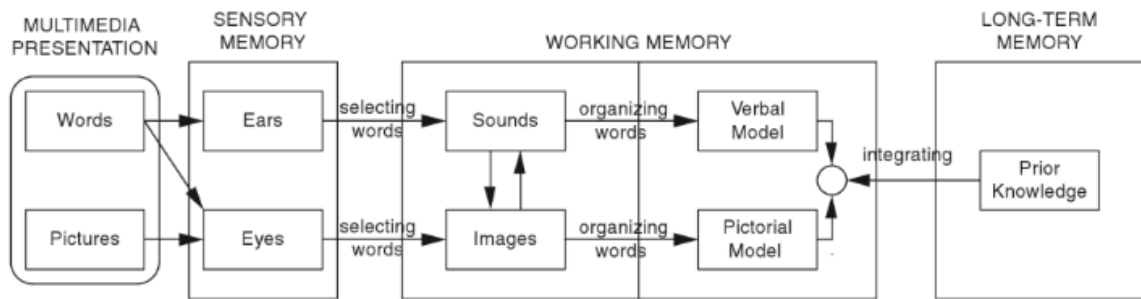 MULTIMEDIA
PRESENTATION
SENSORY
MEMORY
WORKING MEMORY
LONG-TERM
MEMORY
Words
Ears
selecting
words
Sounds
organizing
words
Verbal
Model
integrating
Prior
Knowledge
Pictures
Eyes
selecting
words
Images
organizing
words
Pictorial
Model